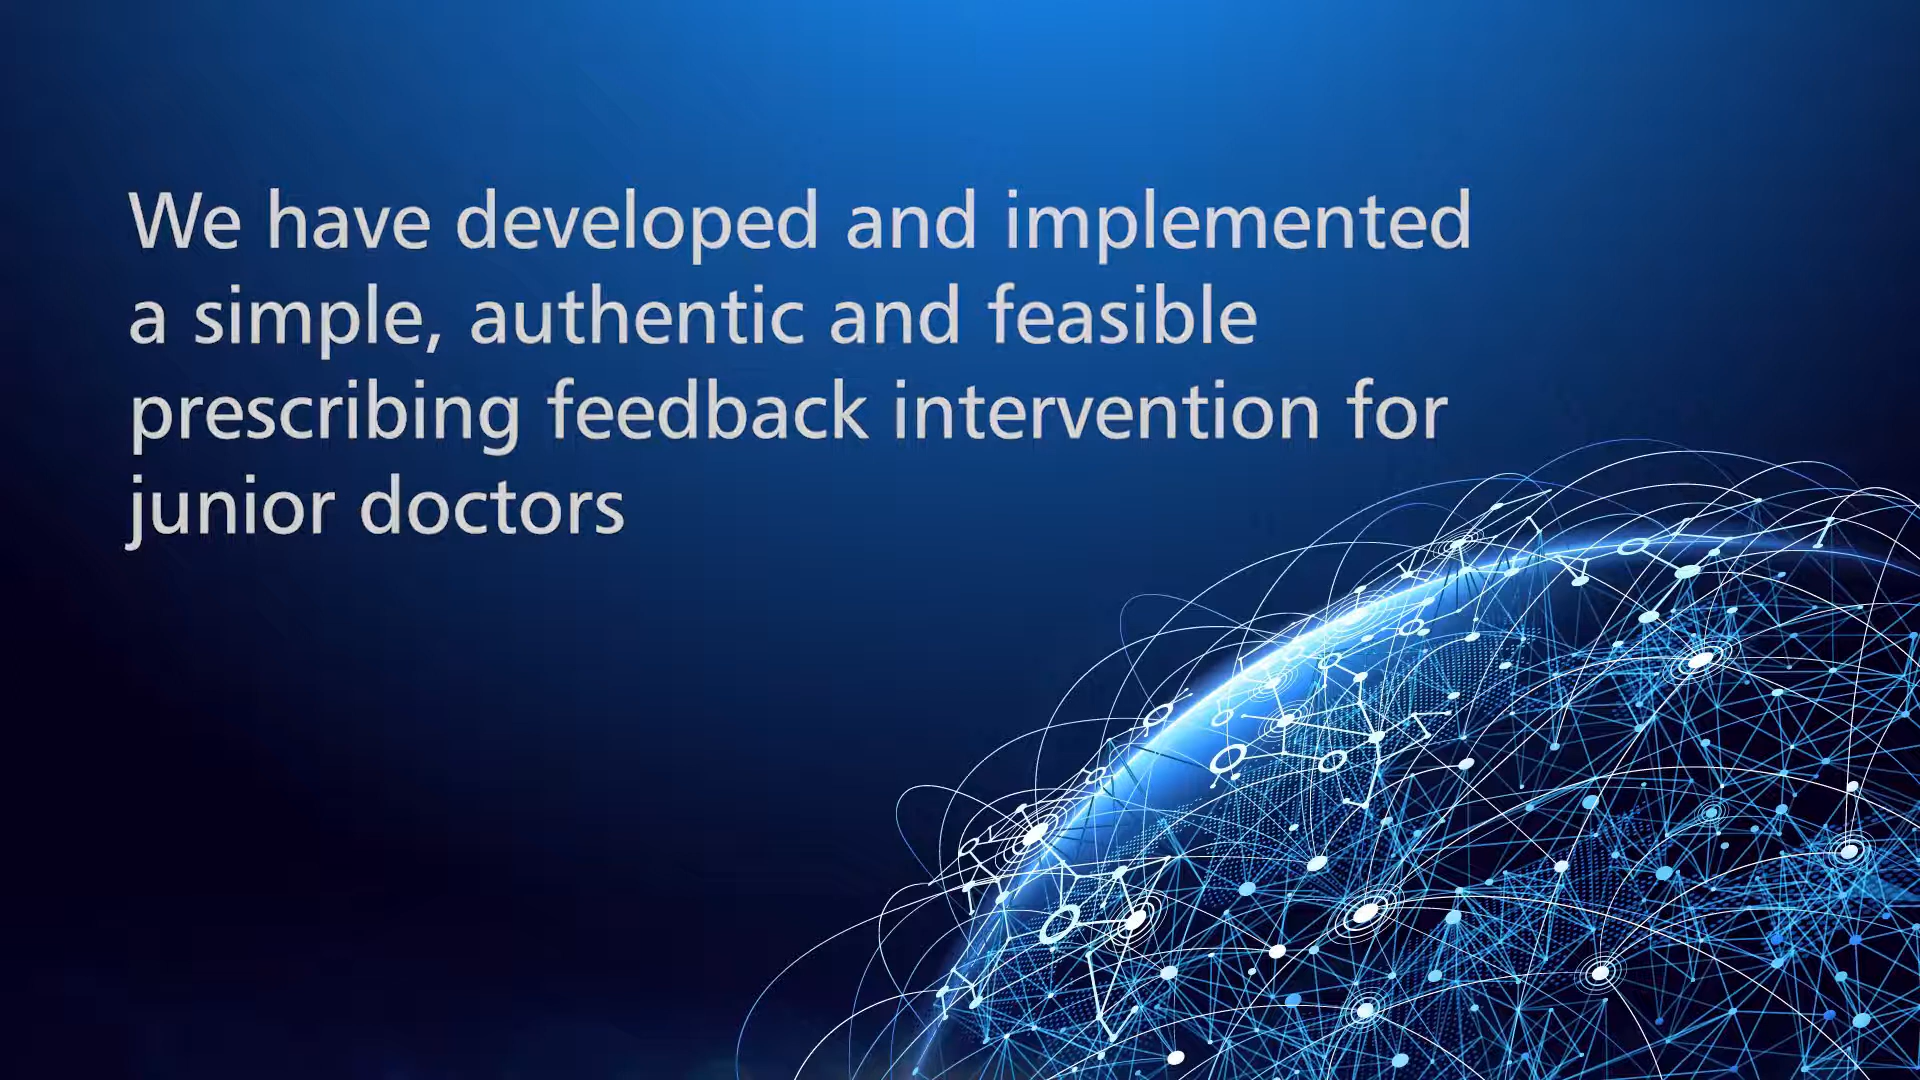 We have developed and implemented
a simple, authentic and feasible
prescribing feedback intervention for
junior doctors